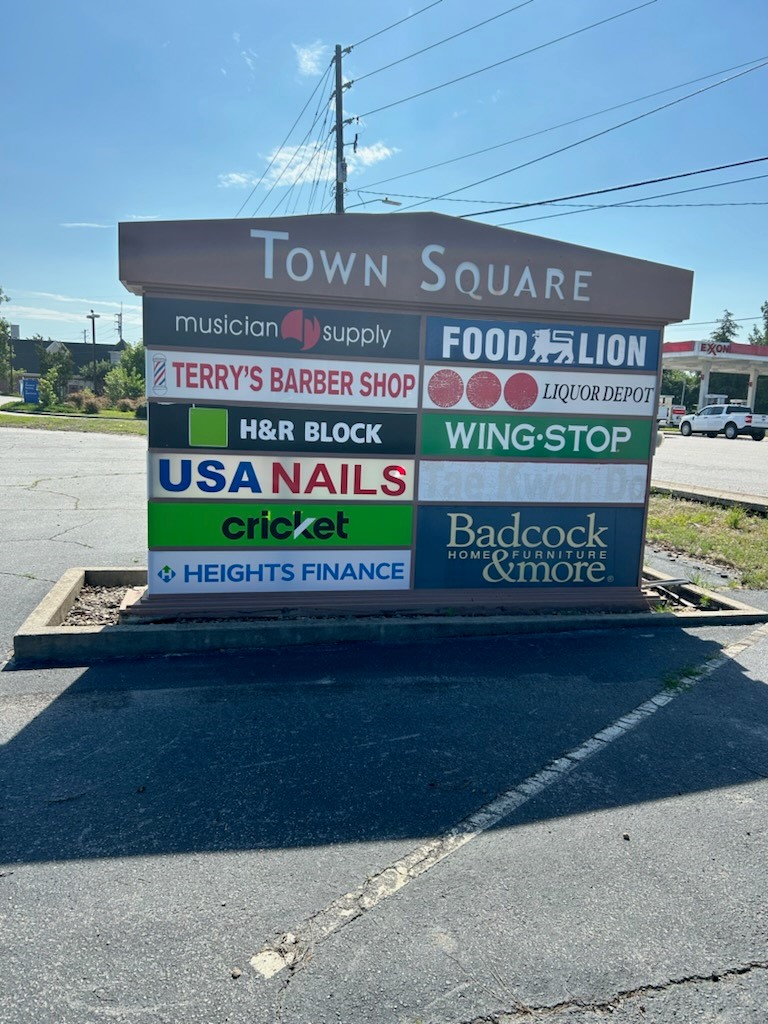 Town Square
musician supply
TERRY'S BARBER SHOP
H&R BLOCK
USA NAILS
cricket
HEIGHTS FINANCE
FOOD LION
LIQUOR DEPOT
WING·STOP
Tae Kwon Do
Badcock
HOME FURNITURE
&more®
EXXON